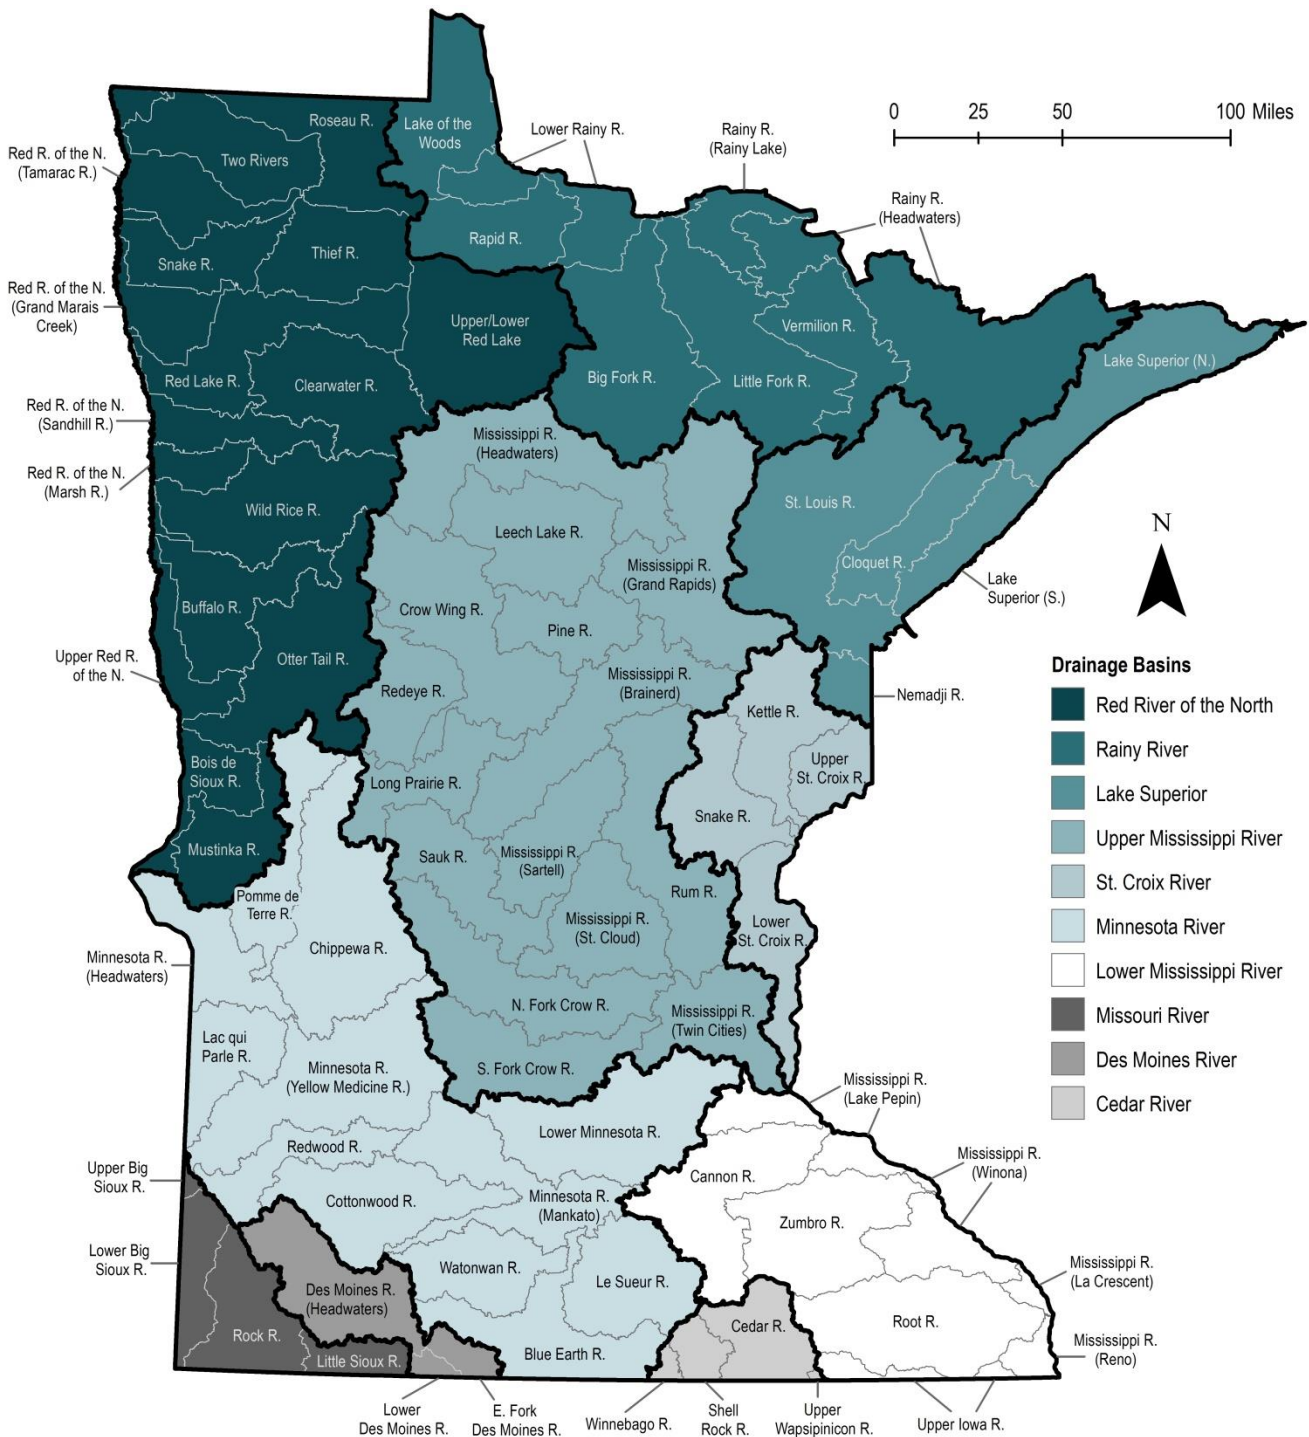 0 25 50 100 Miles
Roseau R.
Lake of the
Woods
Lower Rainy R.
Rainy R.
(Rainy Lake)
Red R. of the N.
(Tamarac R.)
Two Rivers
Rainy R.
(Headwaters)
Rapid R.
Snake R.
Thief R.
Red R. of the N.
(Grand Marais
Creek)
Upper/Lower
Red Lake
Vermilion R.
Lake Superior (N.)
Red Lake R.
Clearwater R.
Big Fork R.
Little Fork R.
Red R. of the N.
(Sandhill R.)
Mississippi R.
(Headwaters)
Red R. of the N.
(Marsh R.)
Wild Rice R.
Leech Lake R.
St. Louis R.
N
Mississippi R.
(Grand Rapids)
Cloquet R.
Lake
Superior (S.)
Buffalo R.
Crow Wing R.
Pine R.
Upper Red R.
of the N.
Otter Tail R.
Redeye R.
Mississippi R.
(Brainerd)
Nemadji R.
Kettle R.
Bois de
Sioux R.
Long Prairie R.
Upper
St. Croix R.
Snake R.
Mustinka R.
Sauk R.
Mississippi R.
(Sartell)
Rum R.
Pomme de
Terre R.
Mississippi R.
(St. Cloud)
Lower
St. Croix R.
Chippewa R.
Minnesota R.
(Headwaters)
N. Fork Crow R.
Mississippi R.
(Twin Cities)
Lac qui
Parle R.
Minnesota R.
(Yellow Medicine R.)
S. Fork Crow R.
Mississippi R.
(Lake Pepin)
Redwood R.
Lower Minnesota R.
Upper Big
Sioux R.
Cannon R.
Mississippi R.
(Winona)
Cottonwood R.
Minnesota R.
(Mankato)
Zumbro R.
Lower Big
Sioux R.
Watonwan R.
Le Sueur R.
Mississippi R.
(La Crescent)
Des Moines R.
(Headwaters)
Rock R.
Little Sioux R.
Blue Earth R.
Cedar R.
Root R.
Mississippi R.
(Reno)
Lower
Des Moines R.
E. Fork
Des Moines R.
Winnebago R.
Shell
Rock R.
Upper
Wapsipinicon R.
Upper Iowa R.
Drainage Basins
Red River of the North
Rainy River
Lake Superior
Upper Mississippi River
St. Croix River
Minnesota River
Lower Mississippi River
Missouri River
Des Moines River
Cedar River